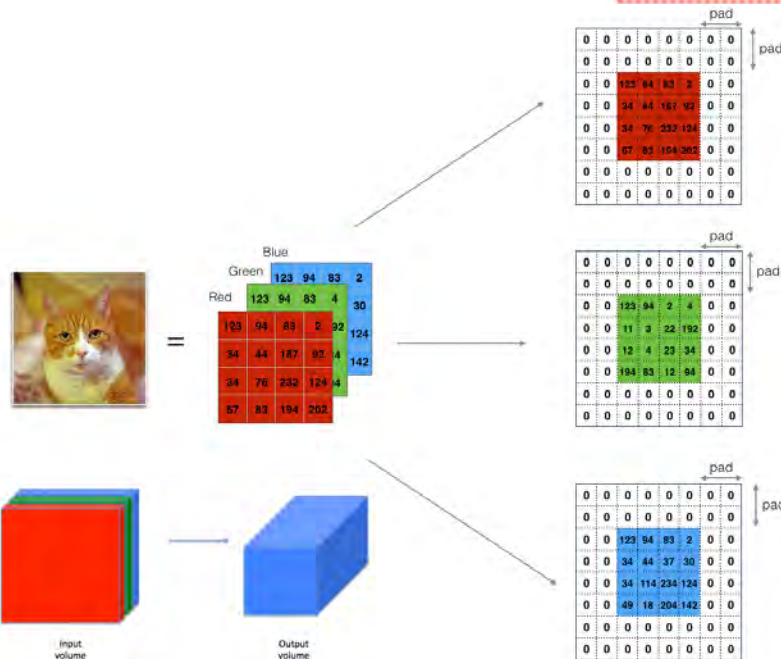 pad
pad
0 0 0 0 0 0 0 0
0 0 0 0 0 0 0 0
0 0 123 94 83 2 0 0
0 0 34 44 187 92 0 0
0 0 34 76 232 124 0 0
0 0 67 83 194 202 0 0
0 0 0 0 0 0 0 0
0 0 0 0 0 0 0 0
Blue
123 94 83 2
30
124
142
Green
123 94 83 4
92
4
4
Red
123 94 83 2
34 44 187 92
34 76 232 124
67 83 194 202
=
pad
pad
0 0 0 0 0 0 0 0
0 0 0 0 0 0 0 0
0 0 123 94 2 4 0 0
0 0 11 3 22 192 0 0
0 0 12 4 23 34 0 0
0 0 194 83 12 94 0 0
0 0 0 0 0 0 0 0
0 0 0 0 0 0 0 0
Input
volume
Output
volume
pad
pad
0 0 0 0 0 0 0 0
0 0 0 0 0 0 0 0
0 0 123 94 83 2 0 0
0 0 34 44 37 30 0 0
0 0 34 114 234 124 0 0
0 0 49 18 204 142 0 0
0 0 0 0 0 0 0 0
0 0 0 0 0 0 0 0